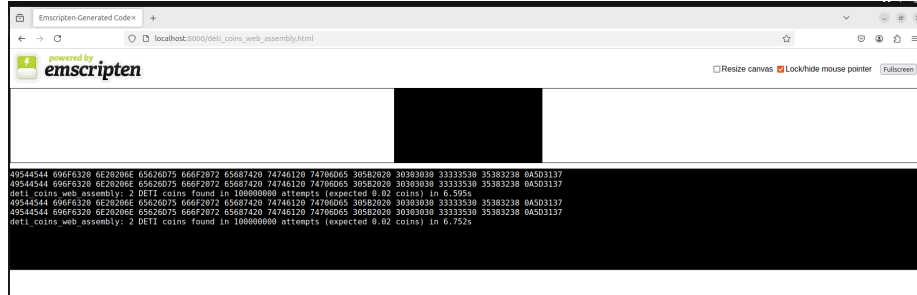 Emscripten-Generated Code
localhost:8000/deti_coins_web_assembly.html
powered by
emscripten
Resize canvas
Lock/hide mouse pointer
Fullscreen
49544544 696F6320 6E20206E 65626D75 666F2072 65687420 74746120 74706D65 305B2020 30303030 33333530 35383238 0A5D3137
49544544 696F6320 6E20206E 65626D75 666F2072 65687420 74746120 74706D65 305B2020 30303030 33333530 35383238 0A5D3137
deti_coins_web_assembly: 2 DETI coins found in 100000000 attempts (expected 0.02 coins) in 6.595s
49544544 696F6320 6E20206E 65626D75 666F2072 65687420 74746120 74706D65 305B2020 30303030 33333530 35383238 0A5D3137
49544544 696F6320 6E20206E 65626D75 666F2072 65687420 74746120 74706D65 305B2020 30303030 33333530 35383238 0A5D3137
deti_coins_web_assembly: 2 DETI coins found in 100000000 attempts (expected 0.02 coins) in 6.752s